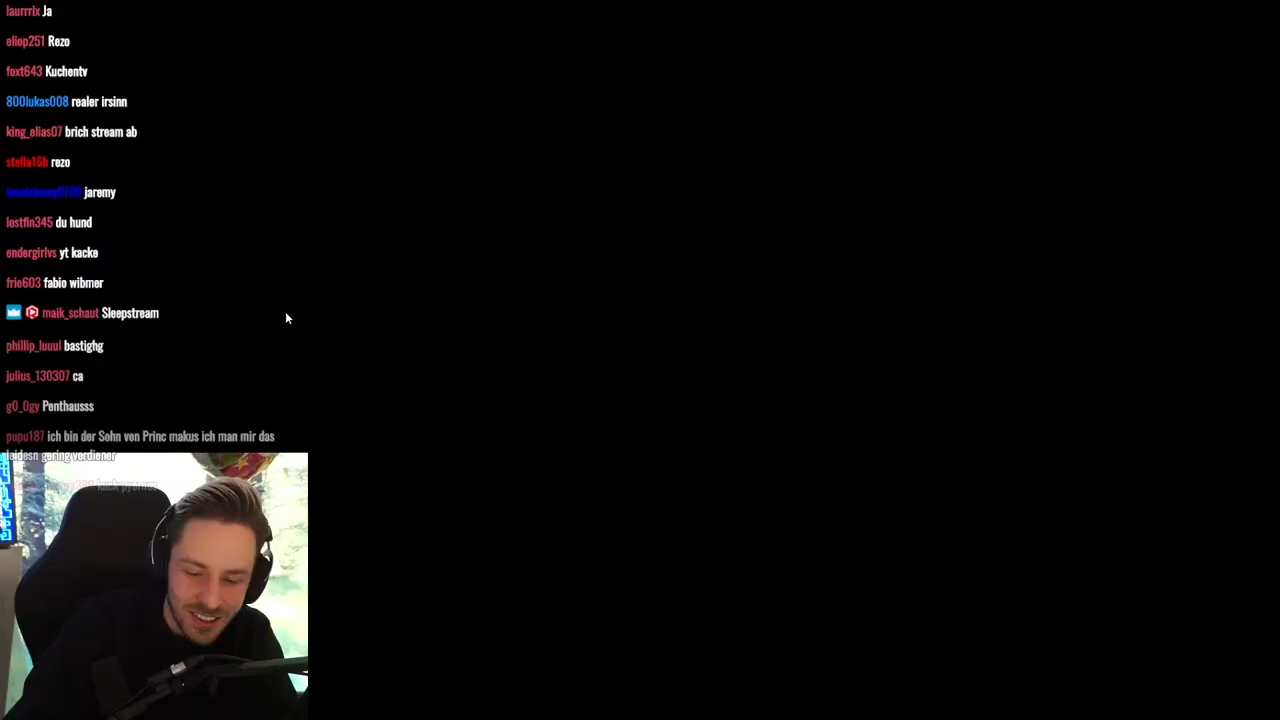 laurrrix Ja
eliop251 Rezo
foxt643 Kuchentv
800lukas008 realer irsinn
king_elias07 brich stream ab
stella16b rezo
jaremy
lostfin345 du hund
endergirlvs yt kacke
frie603 fabio wibmer
maik_schaut Sleepstream
phillip_luuul bastighg
julius_130307 ca
g0_0gy Penthausss
pupu187 ich bin der Sohn von Princ makus ich man mir das
leidesn gering verdiener